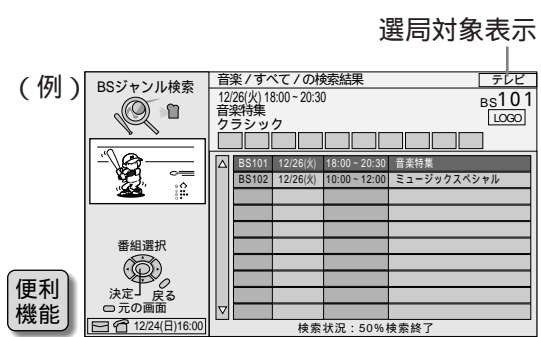 選局対象表示
（例）
BSジャンル検索
音楽／すべて／の検索結果
テレビ
12/26(火) 18:00~20:30
音楽特集
クラシック
BS101
LOGO
BS101 12/26(火) 18:00~20:30 音楽特集
BS102 12/26(火) 10:00~12:00 ミュージックスペシャル
番組選択
決定 戻る
元の画面
便利
機能
12/24(日)16:00
検索状況：50%検索終了